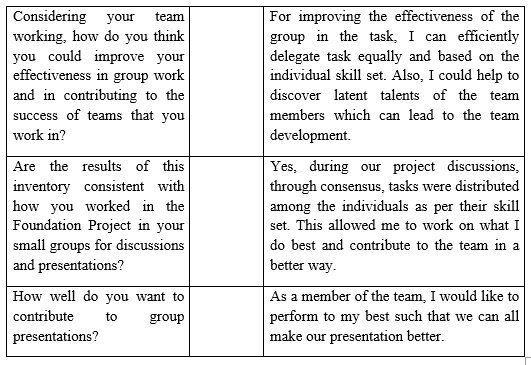 Considering your team
working, how do you think
you could improve your
effectiveness in group work
and in contributing to the
success of teams that you
work in?
For improving the effectiveness of the
group in the task, I can efficiently
delegate task equally and based on the
individual skill set. Also, I could help to
discover latent talents of the team
members which can lead to the team
development.
Are the results of this
inventory consistent with
how you worked in the
Foundation Project in your
small groups for discussions
and presentations?
Yes, during our project discussions,
through consensus, tasks were distributed
among the individuals as per their skill
set. This allowed me to work on what I
do best and contribute to the team in a
better way.
How well do you want to
contribute to group
presentations?
As a member of the team, I would like to
perform to my best such that we can all
make our presentation better.